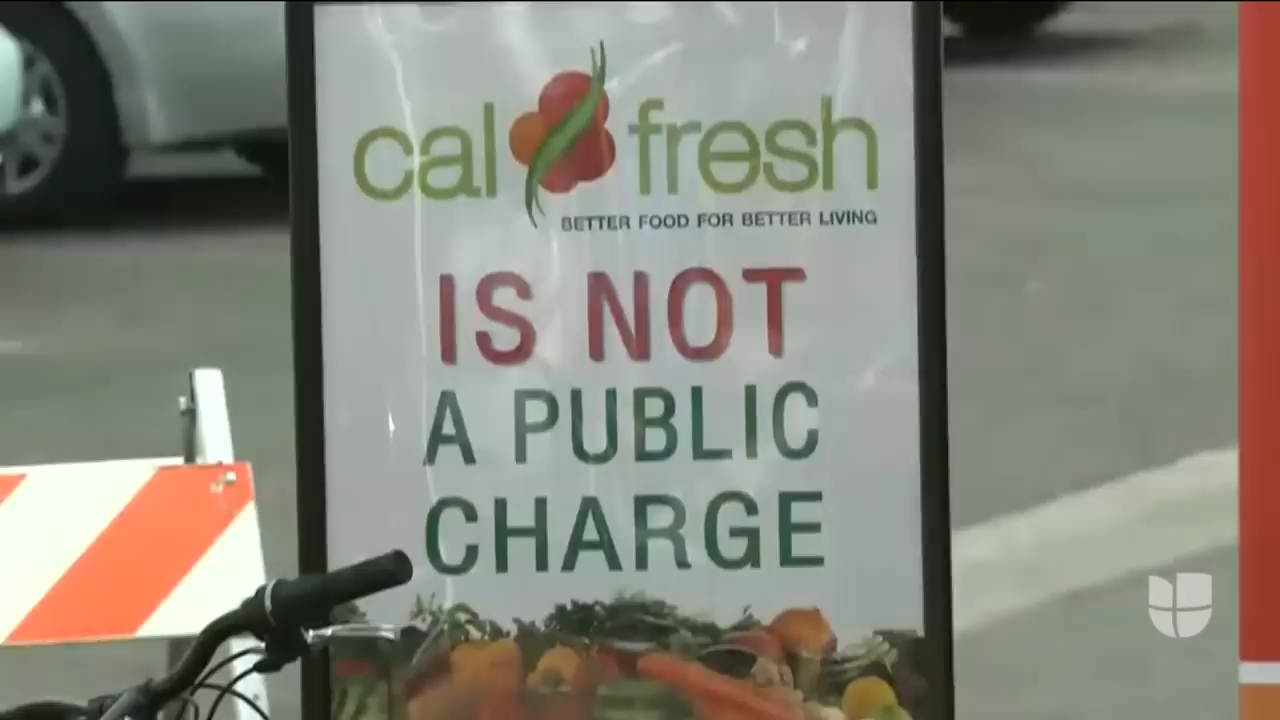 cal fresh
BETTER FOOD FOR BETTER LIVING
IS NOT
A PUBLIC
CHARGE